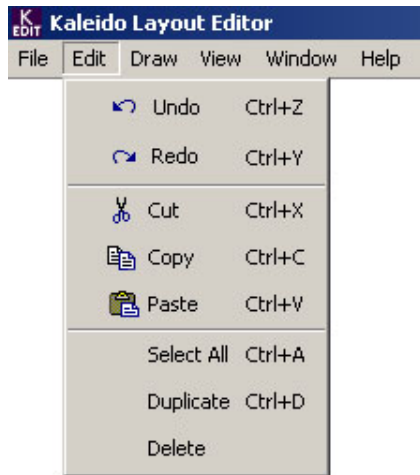 K
EDIT
Kaleido Layout Editor
File Edit Draw View Window Help
Undo Ctrl+Z
Redo Ctrl+Y
Cut Ctrl+X
Copy Ctrl+C
Paste Ctrl+V
Select All Ctrl+A
Duplicate Ctrl+D
Delete